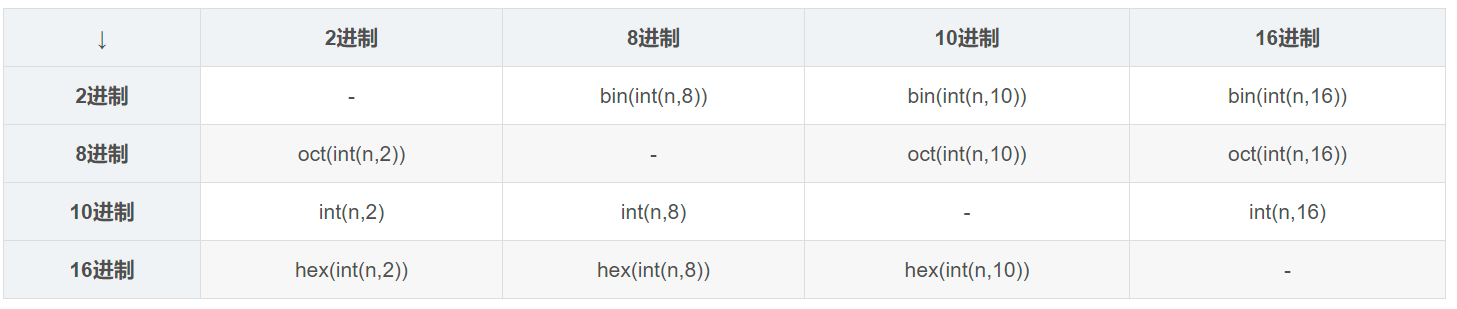 ↓ 2进制 8进制 10进制 16进制
2进制 - bin(int(n,8)) bin(int(n,10)) bin(int(n,16))
8进制 oct(int(n,2)) - oct(int(n,10)) oct(int(n,16))
10进制 int(n,2) int(n,8) - int(n,16)
16进制 hex(int(n,2)) hex(int(n,8)) hex(int(n,10)) -